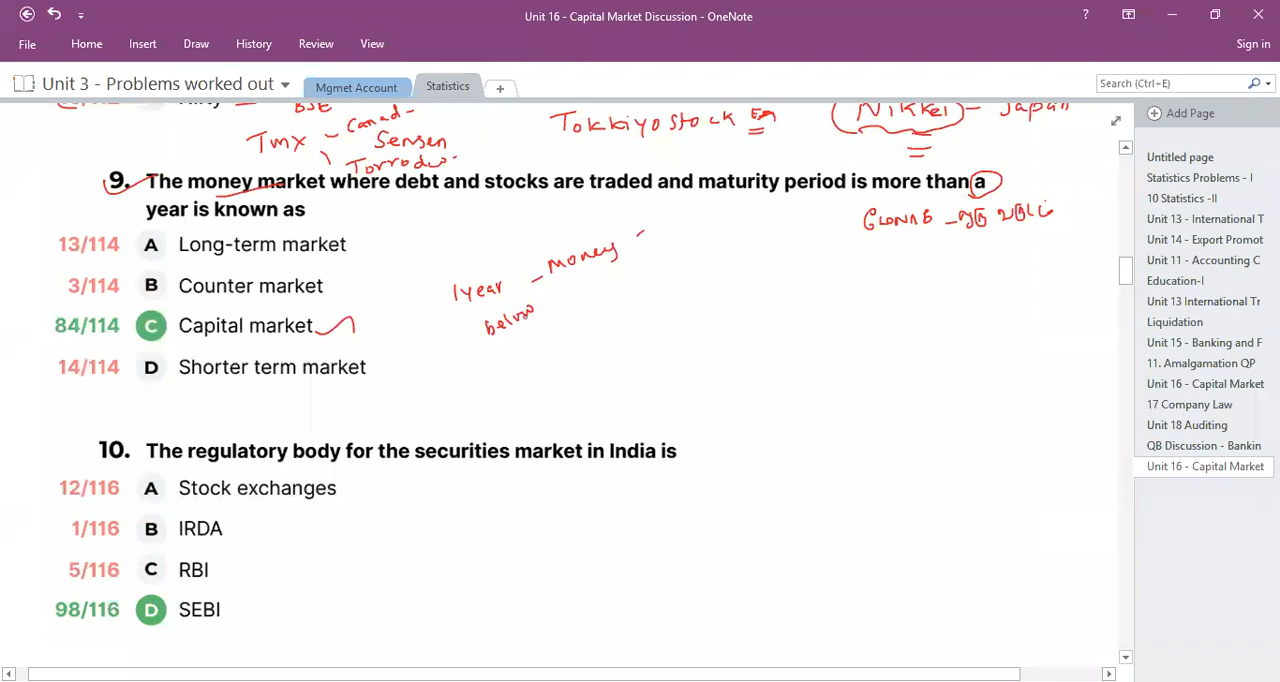 Unit 16 - Capital Market Discussion - OneNote
?
File Home Insert Draw History Review View
Sign in
Unit 3 - Problems worked out
Mgmet Account
Statistics
+
Search (Ctrl+E)
BSE
Tmx - Canad-
Sensen
Tokkiyo stock Ex
Nikkei - Japan
9. The money market where debt and stocks are traded and maturity period is more than a
year is known as
13/114 A Long-term market
3/114 B Counter market
84/114 C Capital market
14/114 D Shorter term market
1year - money
below
10. The regulatory body for the securities market in India is
12/116 A Stock exchanges
1/116 B IRDA
5/116 C RBI
98/116 D SEBI
Add Page
Untitled page
Statistics Problems - I
10 Statistics -II
Unit 13 - International T
Unit 14 - Export Promot
Unit 11 - Accounting C
Education-I
Unit 13 International Tr
Liquidation
Unit 15 - Banking and F
11. Amalgamation QP
Unit 16 - Capital Market
17 Company Law
Unit 18 Auditing
QB Discussion - Bankin
Unit 16 - Capital Market